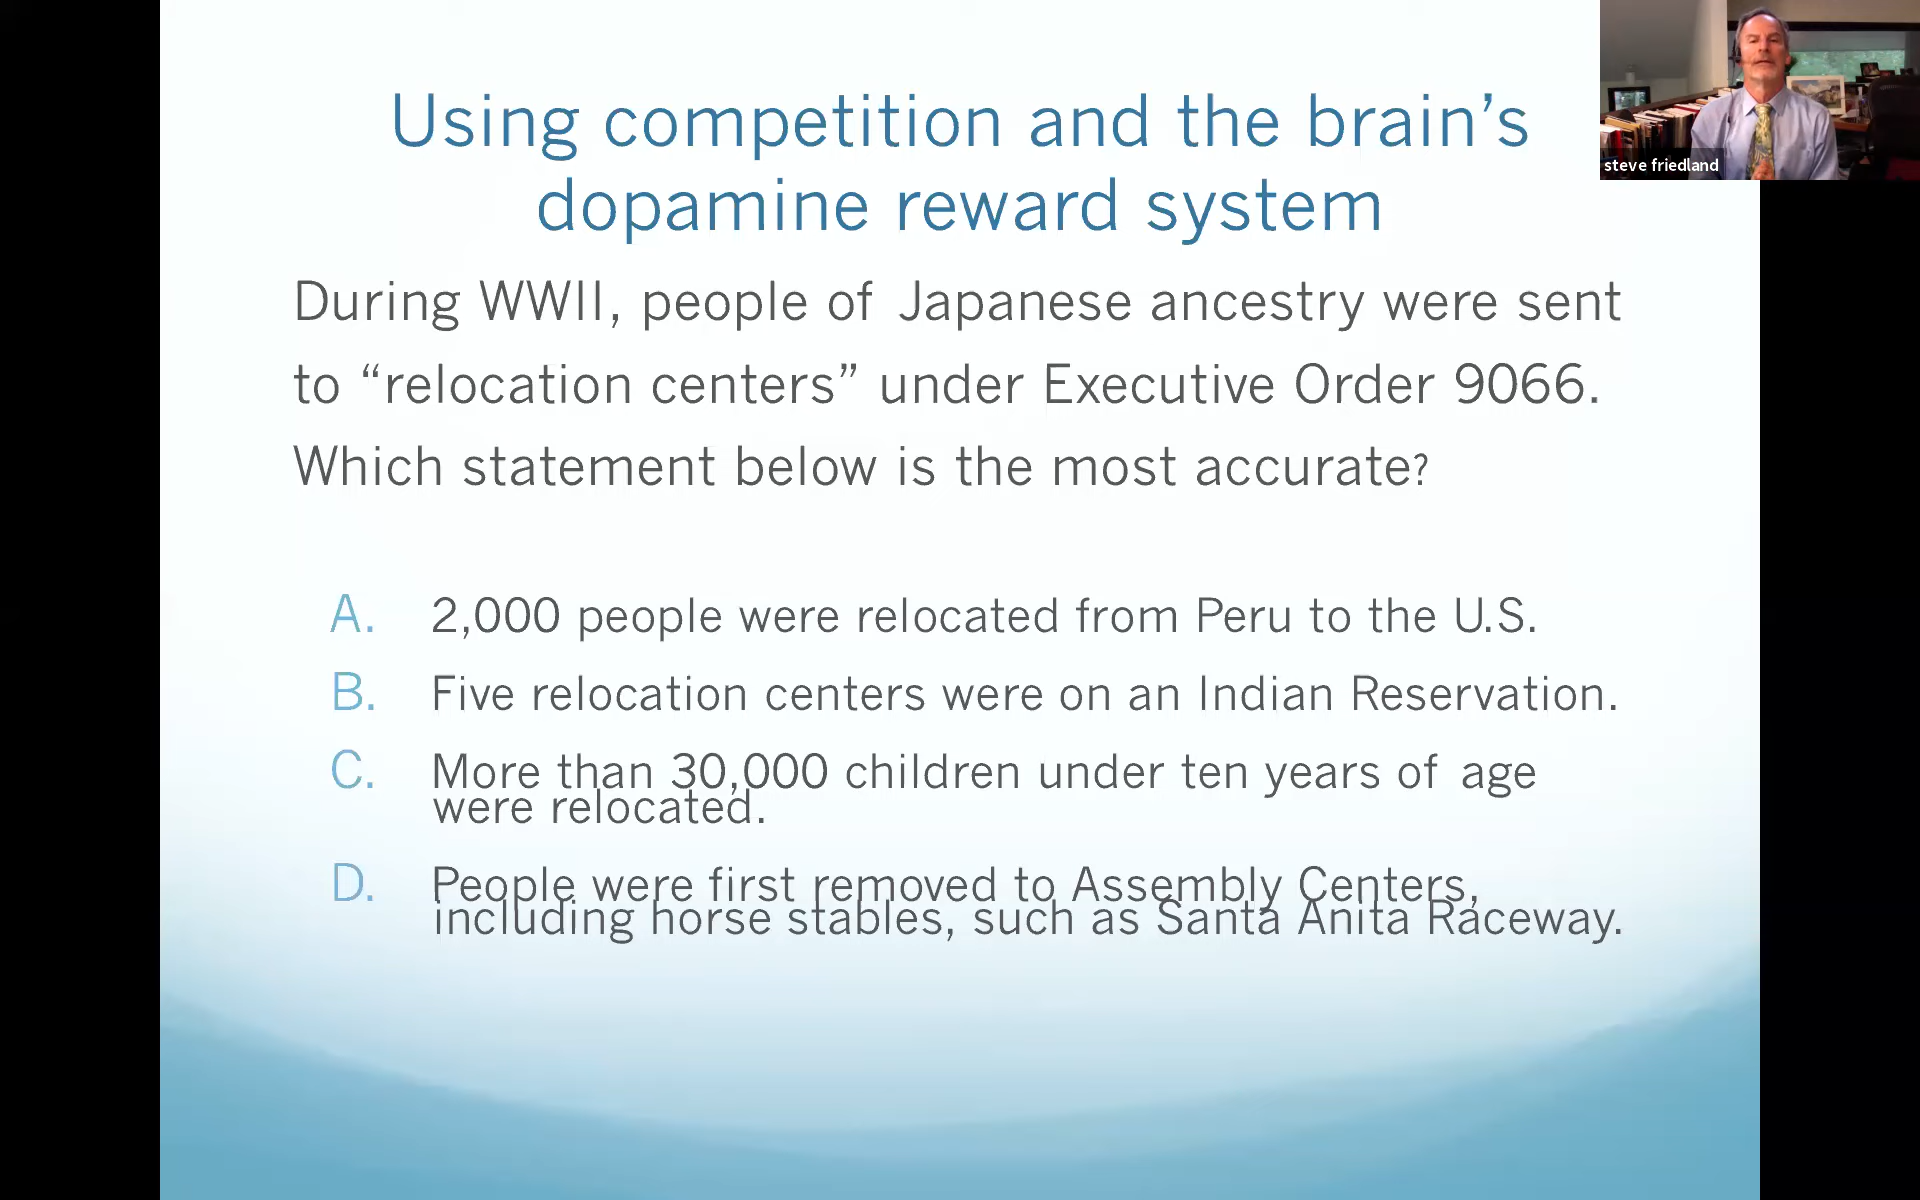 Using competition and the brain’s
dopamine reward system
steve friedland
During WWII, people of Japanese ancestry were sent
to “relocation centers” under Executive Order 9066.
Which statement below is the most accurate?
A. 2,000 people were relocated from Peru to the U.S.
B. Five relocation centers were on an Indian Reservation.
C. More than 30,000 children under ten years of age
were relocated.
D. People were first removed to Assembly Centers,
including horse stables, such as Santa Anita Raceway.